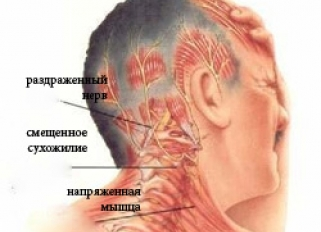 раздраженный
нерв
смещенное
сухожилие
напряженная
мышца